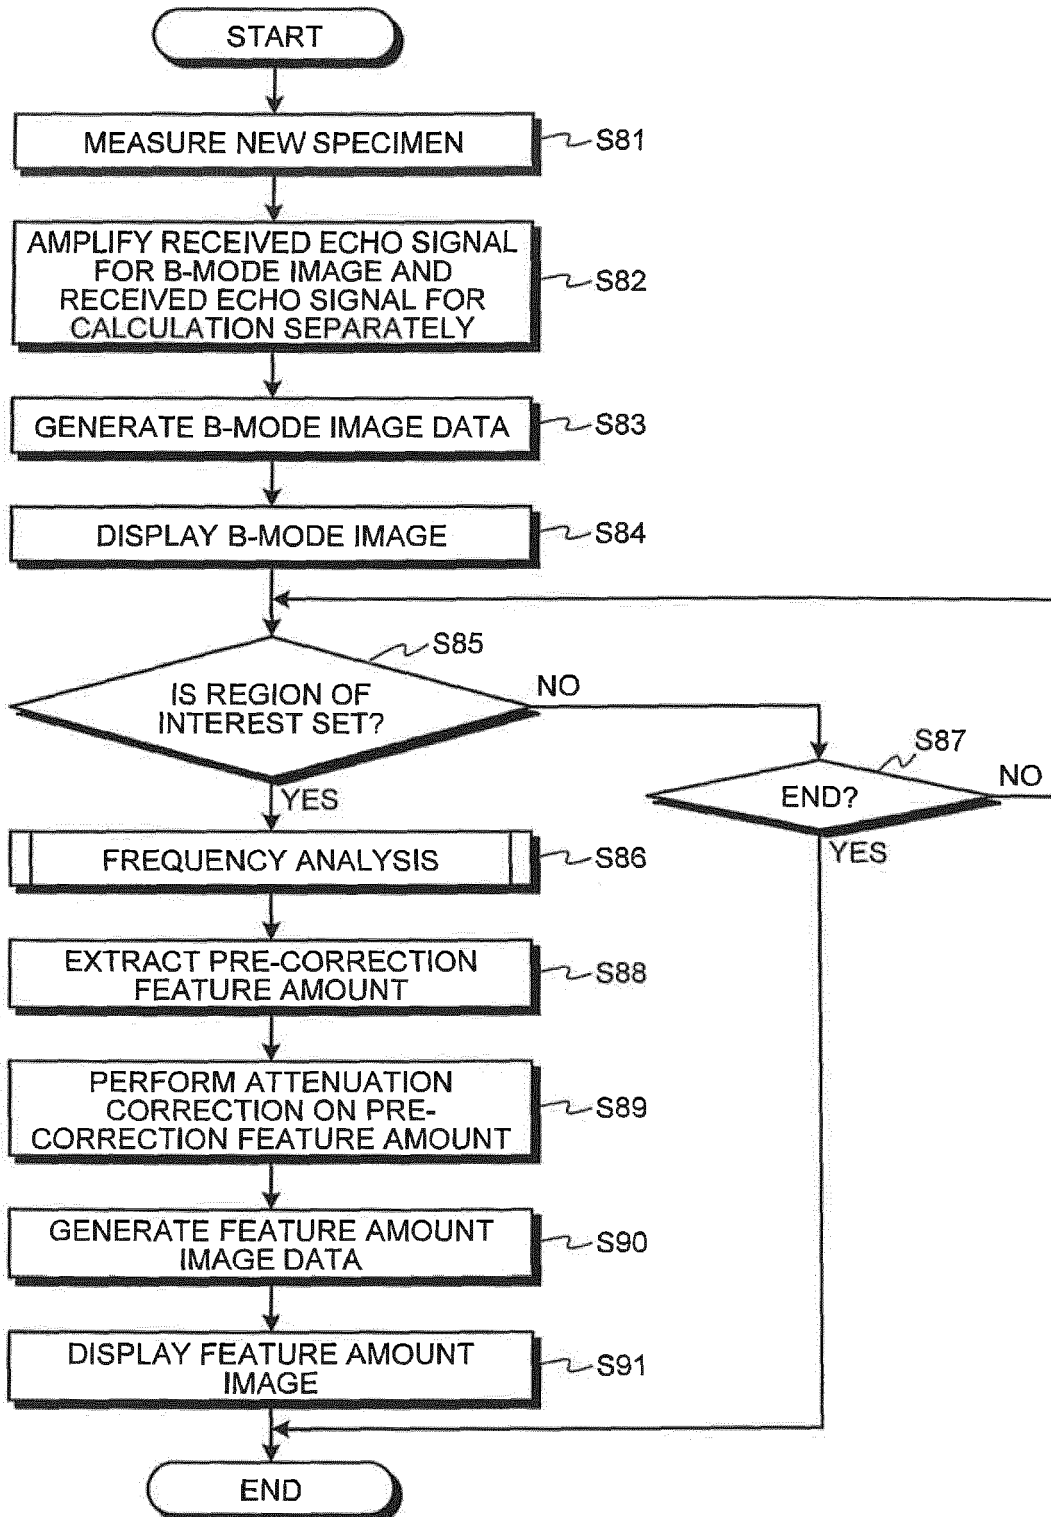 START
MEASURE NEW SPECIMEN
S81
AMPLIFY RECEIVED ECHO SIGNAL
FOR B-MODE IMAGE AND
RECEIVED ECHO SIGNAL FOR
CALCULATION SEPARATELY
S82
GENERATE B-MODE IMAGE DATA
S83
DISPLAY B-MODE IMAGE
S84
S85
IS REGION OF
INTEREST SET?
NO
YES
S87
END?
NO
YES
FREQUENCY ANALYSIS
S86
EXTRACT PRE-CORRECTION
FEATURE AMOUNT
S88
PERFORM ATTENUATION
CORRECTION ON PRE-
CORRECTION FEATURE AMOUNT
S89
GENERATE FEATURE AMOUNT
IMAGE DATA
S90
DISPLAY FEATURE AMOUNT
IMAGE
S91
END